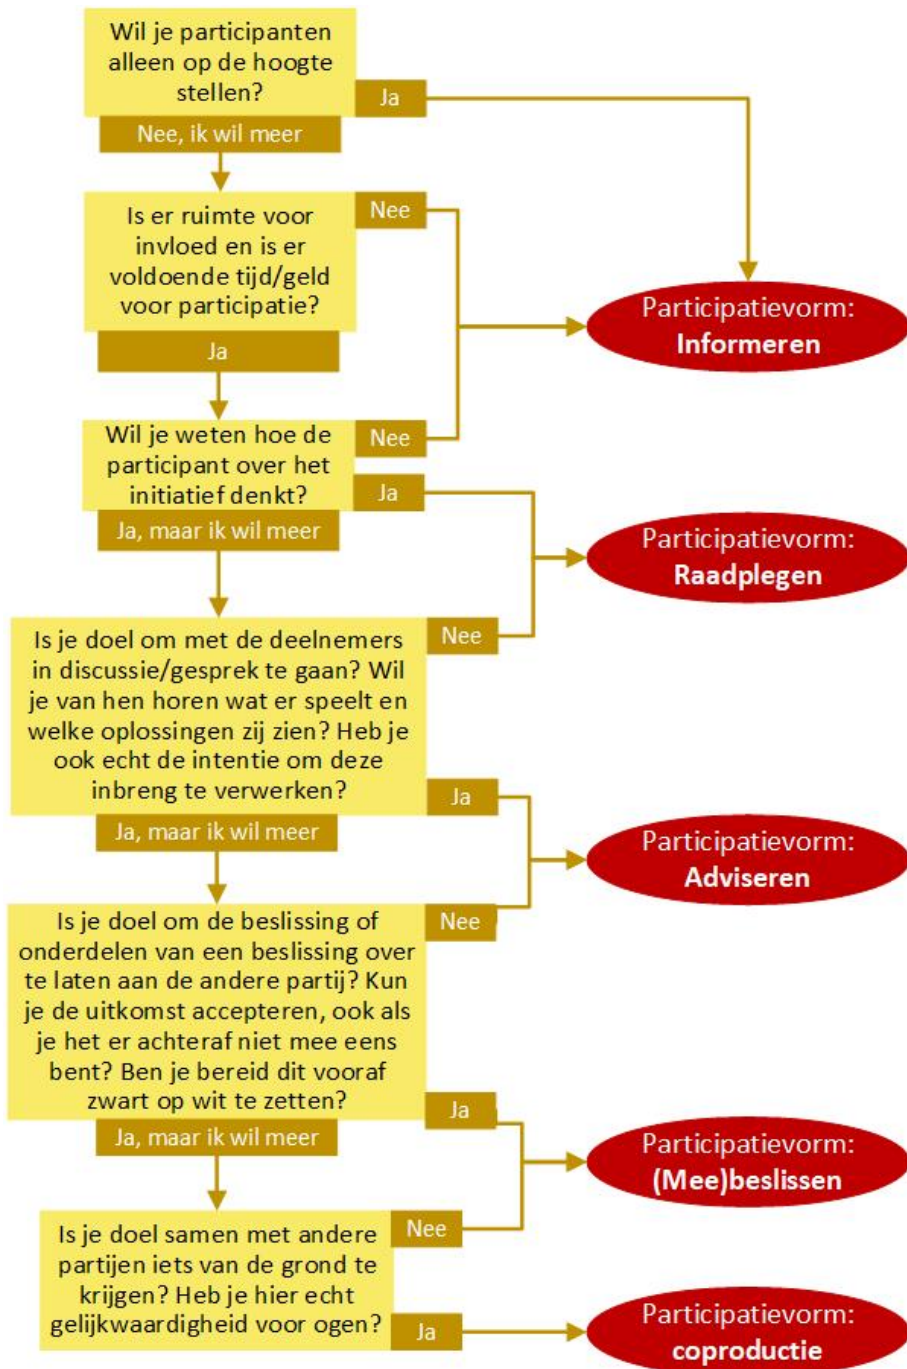 Wil je participanten
alleen op de hoogte
stellen?
Ja
Nee, ik wil meer
Is er ruimte voor
invloed en is er
voldoende tijd/geld
voor participatie?
Nee
Ja
Participatievorm:
Informeren
Wil je weten hoe de
participant over het
initiatief denkt?
Nee
Ja
Ja, maar ik wil meer
Participatievorm:
Raadplegen
Is je doel om met de deelnemers
in discussie/gesprek te gaan? Wil
je van hen horen wat er speelt en
welke oplossingen zij zien? Heb je
ook echt de intentie om deze
inbreng te verwerken?
Nee
Ja
Ja, maar ik wil meer
Participatievorm:
Adviseren
Is je doel om de beslissing of
onderdelen van een beslissing over
te laten aan de andere partij? Kun
je de uitkomst accepteren, ook als
je het er achteraf niet mee eens
bent? Ben je bereid dit vooraf
zwart op wit te zetten?
Nee
Ja
Ja, maar ik wil meer
Participatievorm:
(Mee)beslissen
Is je doel samen met andere
partijen iets van de grond te
krijgen? Heb je hier echt
gelijkwaardigheid voor ogen?
Nee
Ja
Participatievorm:
coproductie